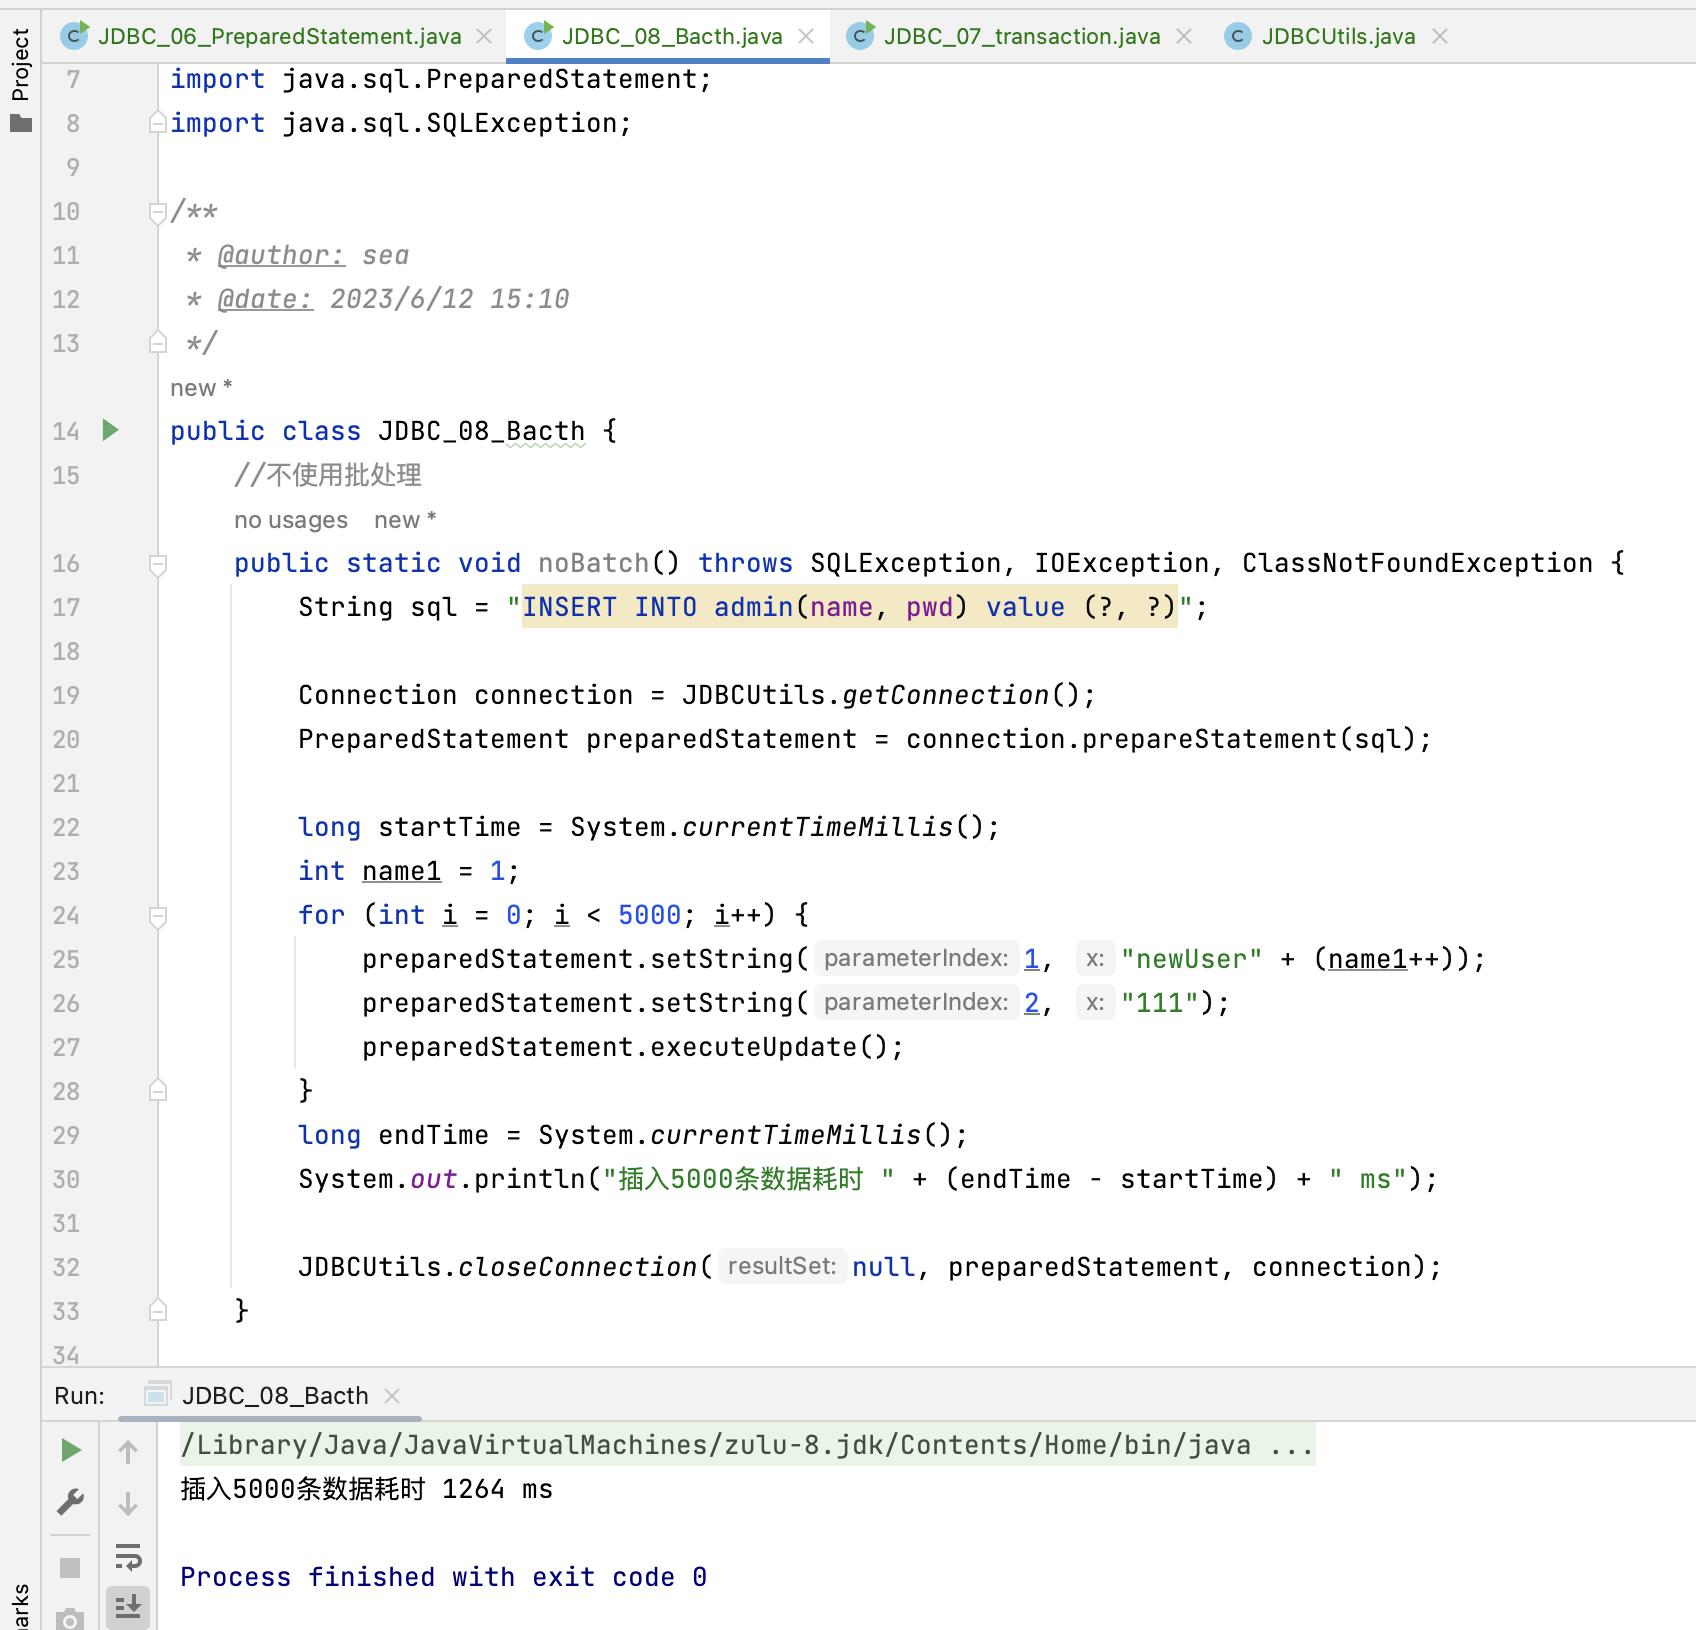 Project
JDBC_06_PreparedStatement.java
JDBC_08_Bacth.java
JDBC_07_transaction.java
JDBCUtils.java
7 import java.sql.PreparedStatement;
8 import java.sql.SQLException;
9
10 /**
11  * @author: sea
12  * @date: 2023/6/12 15:10
13  */
new *
14 public class JDBC_08_Bacth {
15     //不使用批处理
no usages   new *
16     public static void noBatch() throws SQLException, IOException, ClassNotFoundException {
17         String sql = "INSERT INTO admin(name, pwd) value (?, ?)";
18
19         Connection connection = JDBCUtils.getConnection();
20         PreparedStatement preparedStatement = connection.prepareStatement(sql);
21
22         long startTime = System.currentTimeMillis();
23         int name1 = 1;
24         for (int i = 0; i < 5000; i++) {
25             preparedStatement.setString( parameterIndex: 1, x: "newUser" + (name1++));
26             preparedStatement.setString( parameterIndex: 2, x: "111");
27             preparedStatement.executeUpdate();
28         }
29         long endTime = System.currentTimeMillis();
30         System.out.println("插入5000条数据耗时 " + (endTime - startTime) + " ms");
31
32         JDBCUtils.closeConnection( resultSet: null, preparedStatement, connection);
33     }
34
Run: JDBC_08_Bacth
/Library/Java/JavaVirtualMachines/zulu-8.jdk/Contents/Home/bin/java ...
插入5000条数据耗时 1264 ms
Process finished with exit code 0